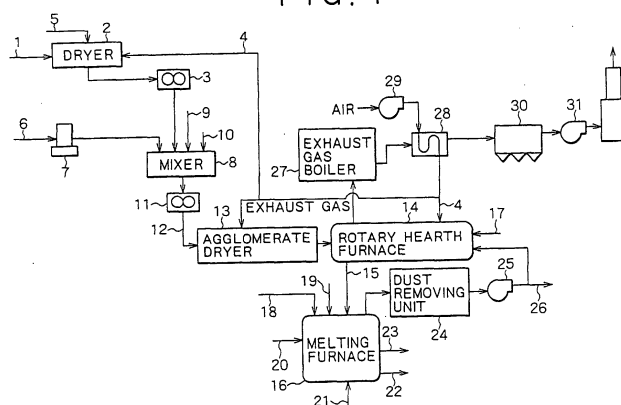 FIG. 1
5
2
4
1
DRYER
3
29
AIR
28
30
31
6
9
10
7
MIXER
8
EXHAUST
GAS
BOILER
27
11
13
EXHAUST GAS
14
4
12
AGGLOMERATE
DRYER
ROTARY HEARTH
FURNACE
17
15
19
18
DUST
REMOVING
UNIT
25
26
24
20
MELTING
FURNACE
23
22
16
21